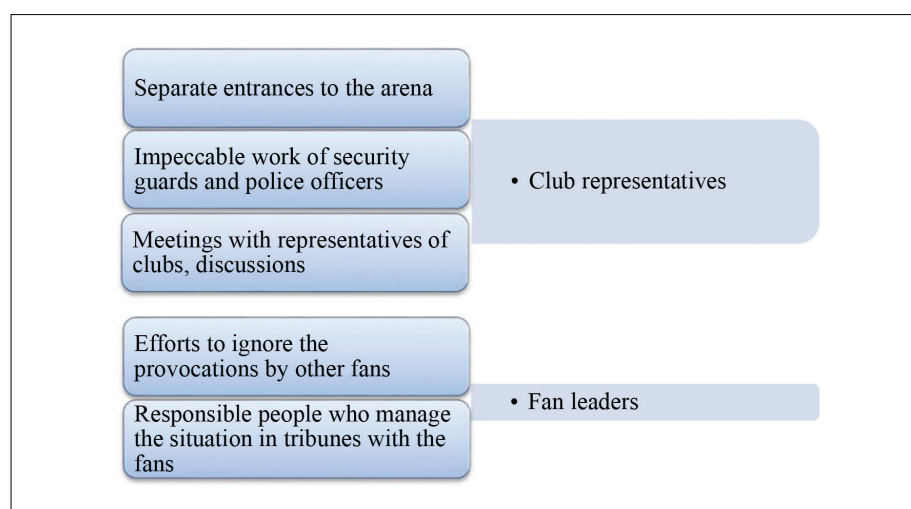 Separate entrances to the arena
Impeccable work of security
guards and police officers
• Club representatives
Meetings with representatives of
clubs, discussions
Efforts to ignore the
provocations by other fans
• Fan leaders
Responsible people who manage
the situation in tribunes with the
fans